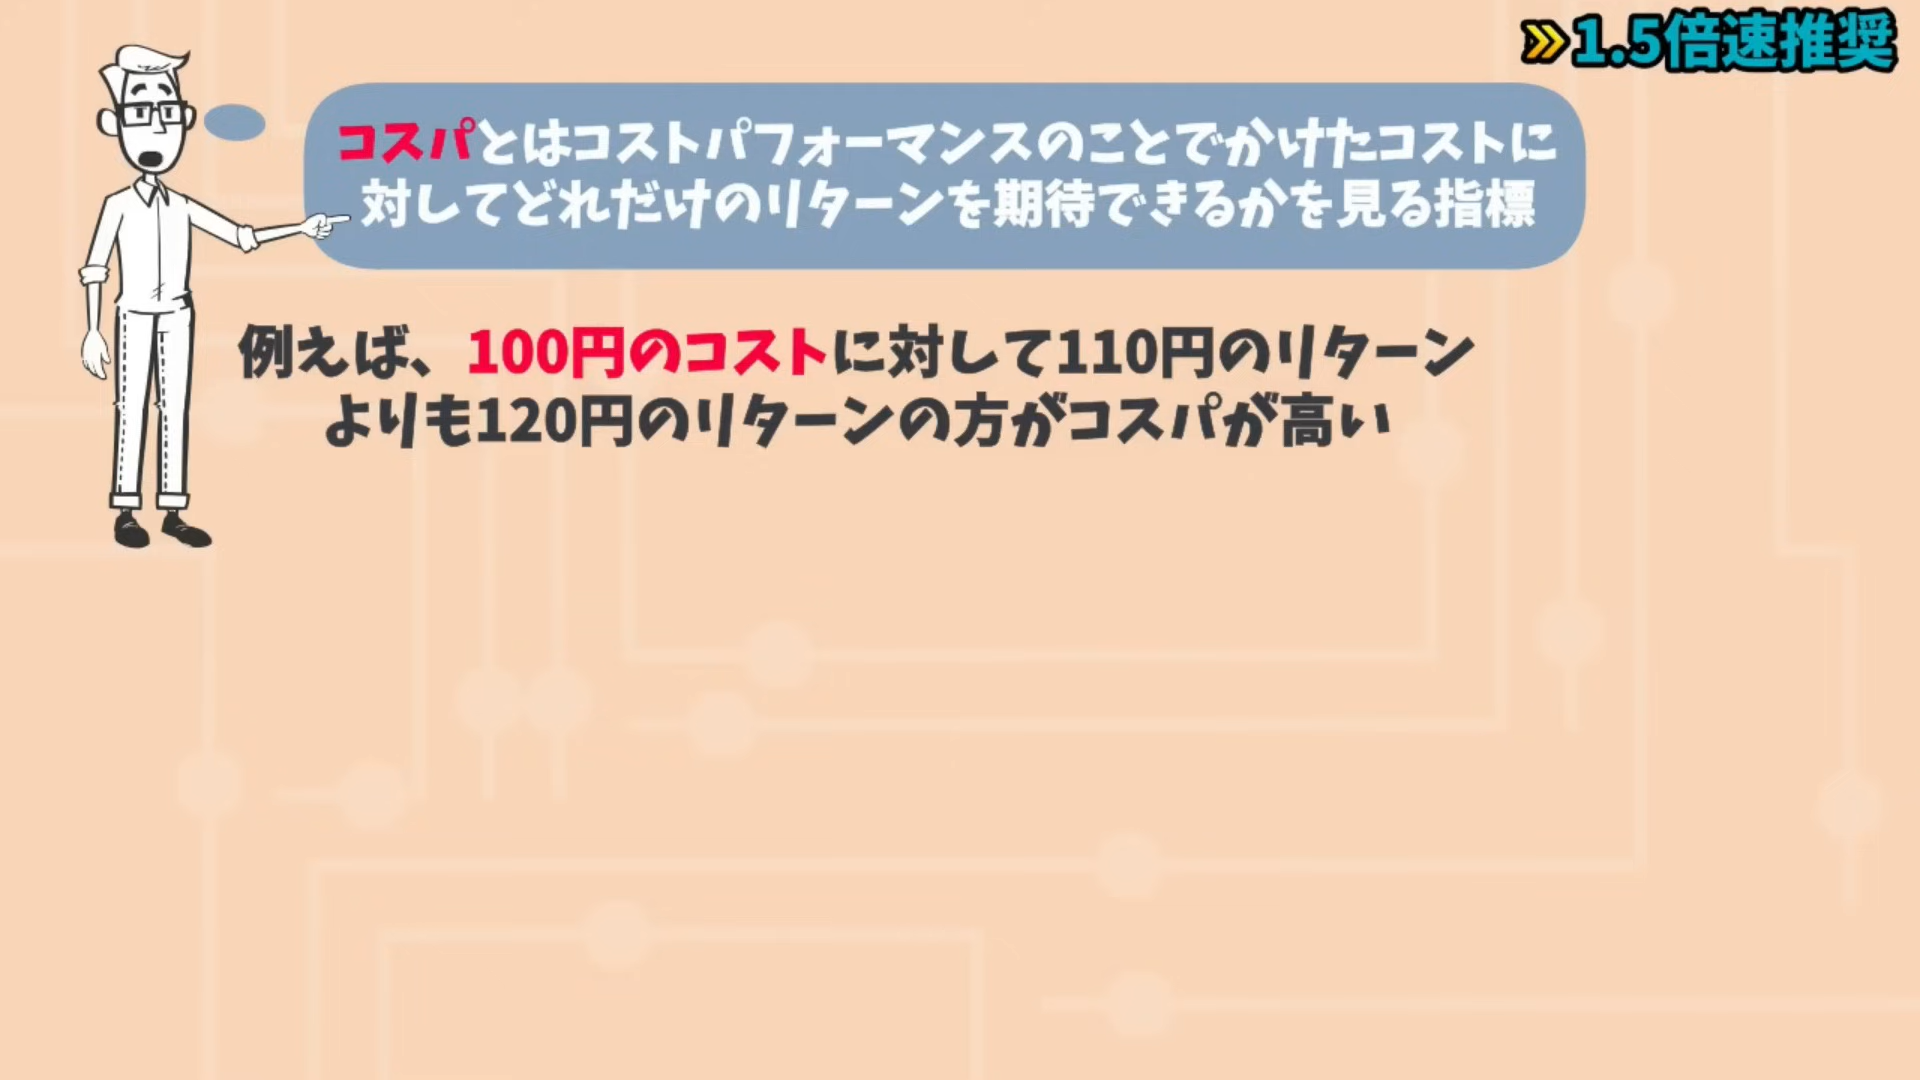 1.5倍速推奨
コスパとはコストパフォーマンスのことでかけたコストに
対してどれだけのリターンを期待できるかを見る指標
例えば、100円のコストに対して110円のリターン
よりも120円のリターンの方がコスパが高い